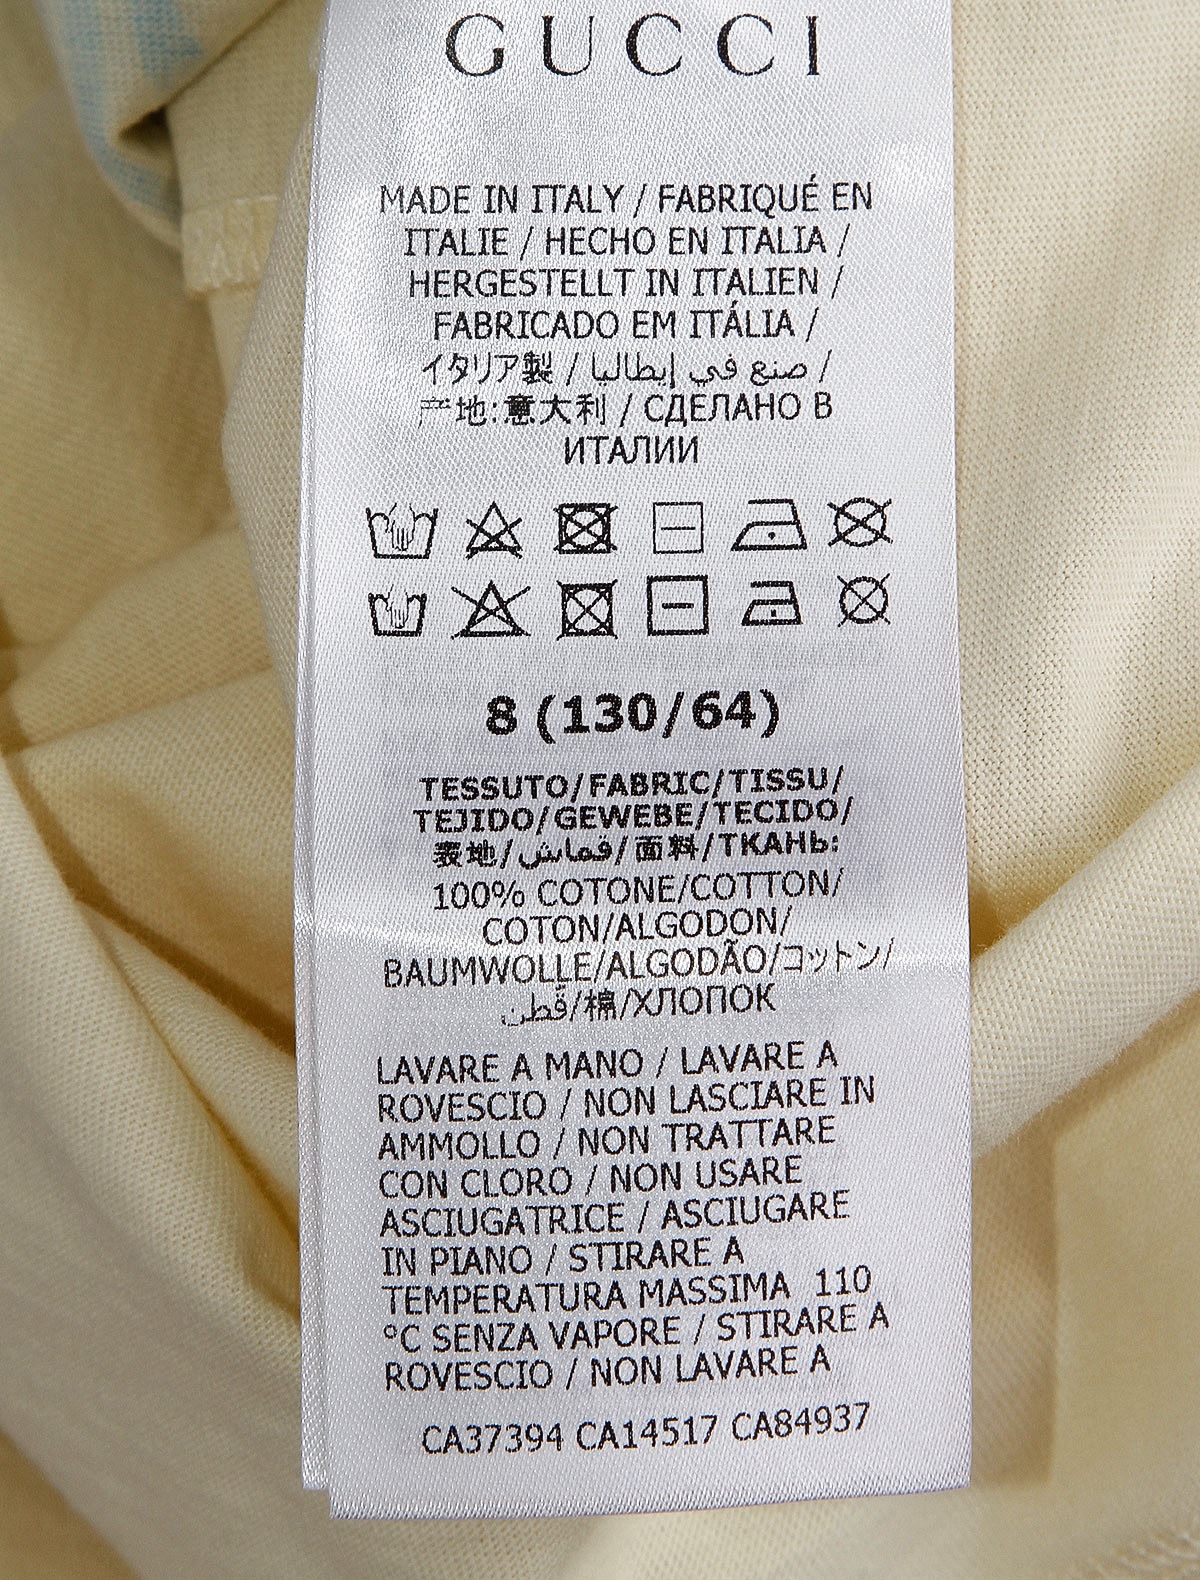 GUCCI
MADE IN ITALY / FABRIQUÉ EN
ITALIE / HECHO EN ITALIA /
HERGESTELLT IN ITALIEN /
FABRICADO EM ITÁLIA /
イタリア製 / صنع في إيطاليا /
产地:意大利 / СДЕЛАНО В
ИТАЛИИ
8 (130/64)
TESSUTO/FABRIC/TISSU/
TEJIDO/GEWEBE/TECIDO/
表地/قماش/面料/ТКАНЬ:
100% COTONE/COTTON/
COTON/ALGODON/
BAUMWOLLE/ALGODÃO/コットン/
قطن/棉/ХЛОПОК
LAVARE A MANO / LAVARE A
ROVESCIO / NON LASCIARE IN
AMMOLLO / NON TRATTARE
CON CLORO / NON USARE
ASCIUGATRICE / ASCIUGARE
IN PIANO / STIRARE A
TEMPERATURA MASSIMA 110
°C SENZA VAPORE / STIRARE A
ROVESCIO / NON LAVARE A
CA37394 CA14517 CA84937